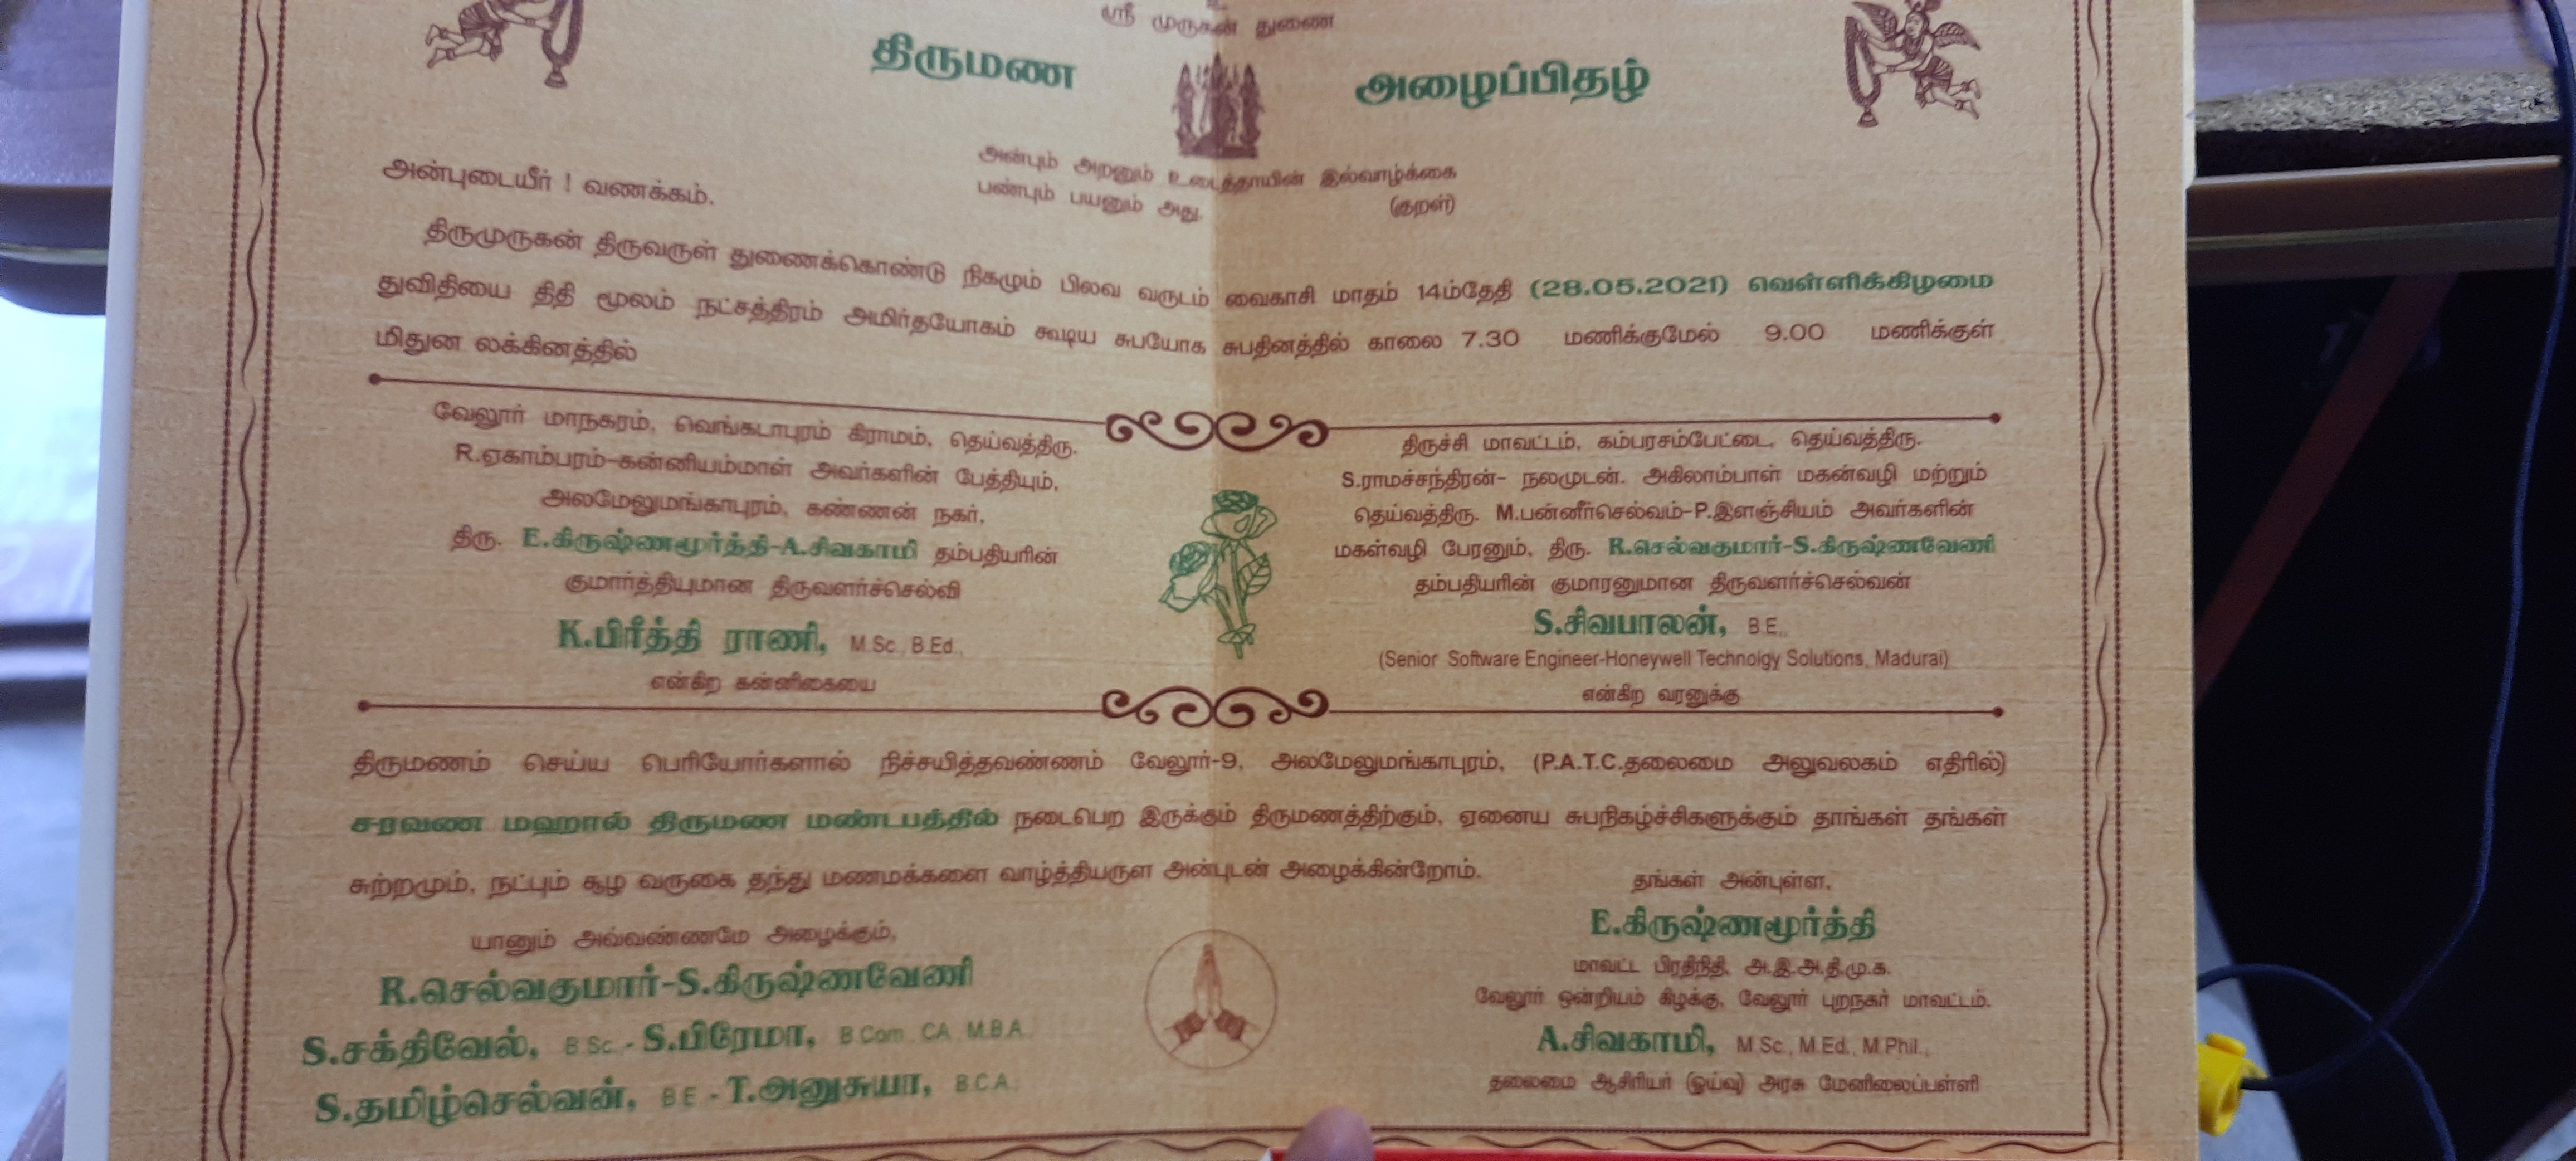 ஸ்ரீ முருகன் துணை
திருமண அழைப்பிதழ்
அன்பும் அறனும் உடைத்தாயின் இல்வாழ்க்கை
பண்பும் பயனும் அது. (குறள்)
அன்புடையீர் ! வணக்கம்.
திருமுருகன் திருவருள் துணைக்கொண்டு நிகழும் பிலவ வருடம் வைகாசி மாதம் 14ம்தேதி (28.05.2021) வெள்ளிக்கிழமை
துவிதியை திதி மூலம் நட்சத்திரம் அமிர்தயோகம் கூடிய சுபயோக சுபதினத்தில் காலை 7.30 மணிக்குமேல் 9.00 மணிக்குள்
மிதுன லக்கினத்தில்
வேலூர் மாநகரம், வெங்கடாபுரம் கிராமம், தெய்வத்திரு.
R.ஏகாம்பரம்-கன்னியம்மாள் அவர்களின் பேத்தியும்,
அலமேலுமங்காபுரம், கண்ணன் நகர்,
திரு. E.கிருஷ்ணமூர்த்தி-A.சிவகாமி தம்பதியரின்
குமார்த்தியுமான திருவளர்ச்செல்வி
K.பிரீத்தி ராணி, M.Sc., B.Ed.,
என்கிற கன்னிகையை
திருச்சி மாவட்டம், கம்பரசம்பேட்டை, தெய்வத்திரு.
S.ராமச்சந்திரன்- நலமுடன். அகிலாம்பாள் மகன்வழி மற்றும்
தெய்வத்திரு. M.பன்னீர்செல்வம்-P.இளஞ்சியம் அவர்களின்
மகள்வழி பேரனும், திரு. R.செல்வகுமார்-S.கிருஷ்ணவேணி
தம்பதியரின் குமாரனுமான திருவளர்ச்செல்வன்
S.சிவபாலன், B.E.,
(Senior Software Engineer-Honeywell Technolgy Solutions, Madurai)
என்கிற வரனுக்கு
திருமணம் செய்ய பெரியோர்களால் நிச்சயித்தவண்ணம் வேலூர்-9, அலமேலுமங்காபுரம், (P.A.T.C.தலைமை அலுவலகம் எதிரில்)
சரவண மஹால் திருமண மண்டபத்தில் நடைபெற இருக்கும் திருமணத்திற்கும், ஏனைய சுபநிகழ்ச்சிகளுக்கும் தாங்கள் தங்கள்
சுற்றமும், நட்பும் சூழ வருகை தந்து மணமக்களை வாழ்த்தியருள அன்புடன் அழைக்கின்றோம்.
யானும் அவ்வண்ணமே அழைக்கும்,
R.செல்வகுமார்-S.கிருஷ்ணவேணி
S.சக்திவேல், B.Sc., - S.பிரேமா, B.Com., CA., M.B.A.,
S.தமிழ்செல்வன், B.E - T.அனுசுயா, B.C.A.,
தங்கள் அன்புள்ள,
E.கிருஷ்ணமூர்த்தி
மாவட்ட பிரதிநிதி, அ.இ.அ.தி.மு.க.
வேலூர் ஒன்றியம் கிழக்கு, வேலூர் புறநகர் மாவட்டம்.
A.சிவகாமி, M.Sc., M.Ed., M.Phil.,
தலைமை ஆசிரியர் (ஓய்வு) அரசு மேனிலைப்பள்ளி